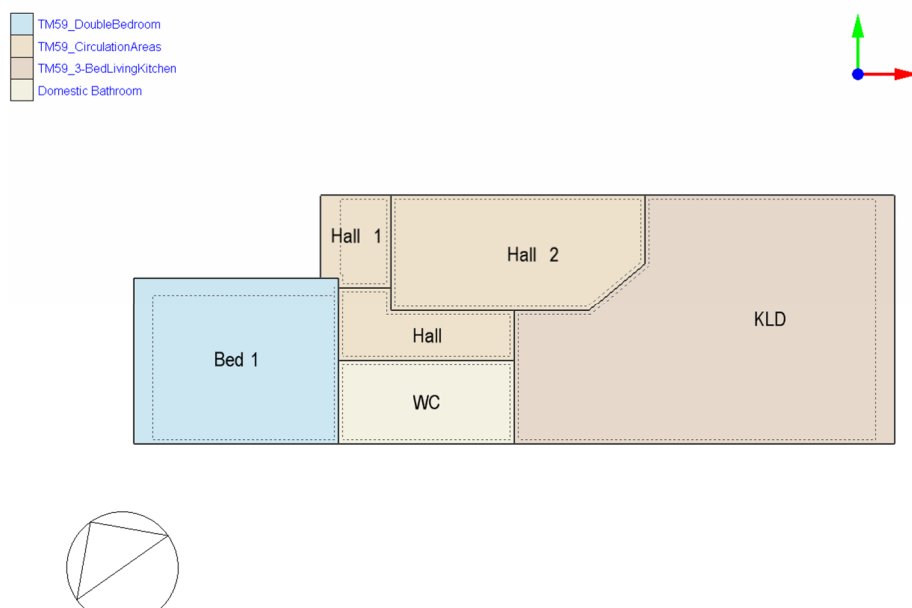 TM59_DoubleBedroom
TM59_CirculationAreas
TM59_3-BedLivingKitchen
Domestic Bathroom
Hall 1
Hall 2
KLD
Hall
Bed 1
WC